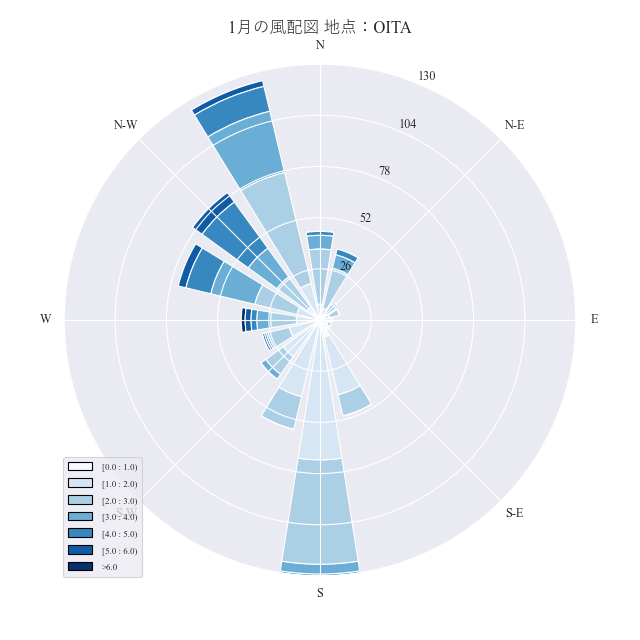 1月の風配図 地点：OITA
N
130
N-W
N-E
104
78
52
26
W
E
[0.0 : 1.0)
[1.0 : 2.0)
[2.0 : 3.0)
S-W
[3.0 : 4.0)
S-E
[4.0 : 5.0)
[5.0 : 6.0)
>6.0
S